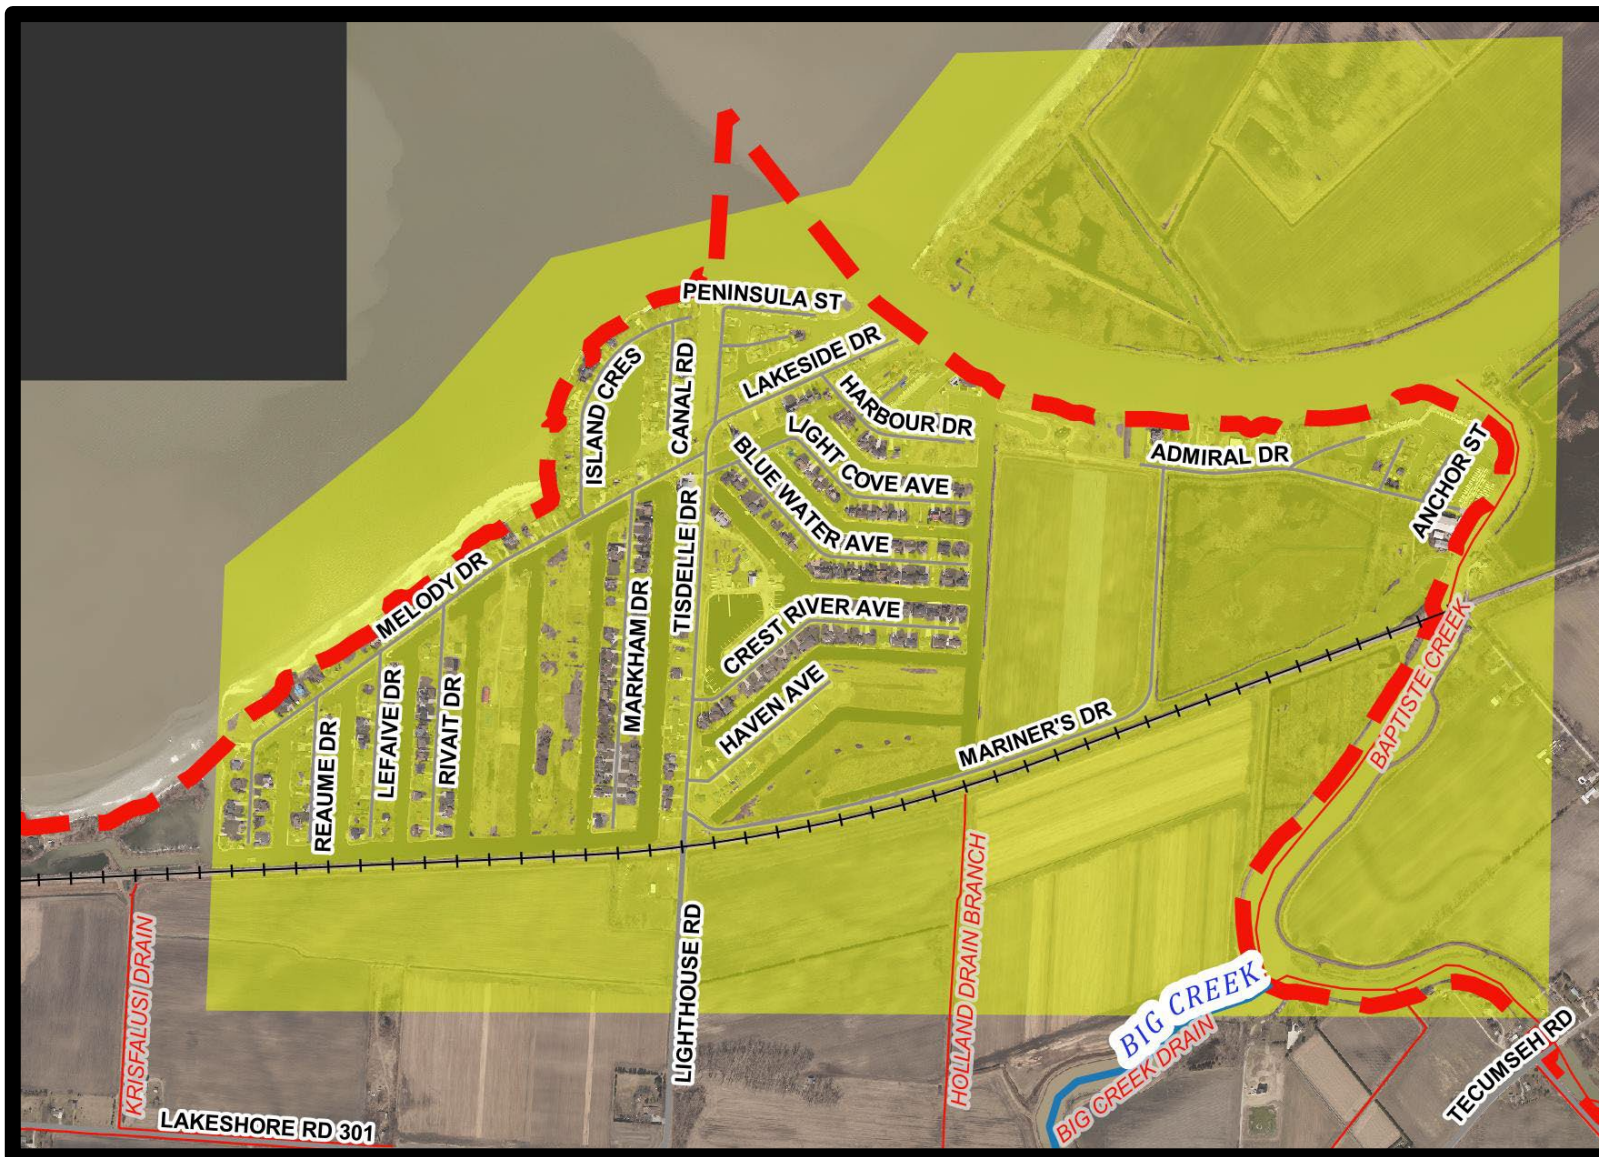 PENINSULA ST
LAKESIDE DR
ISLAND CRES
CANAL RD
HARBOUR DR
LIGHT COVE AVE
BLUE WATER AVE
ADMIRAL DR
ANCHOR ST
MELODY DR
TISDELLE DR
MARKHAM DR
CREST RIVER AVE
HAVEN AVE
REAUME DR
LEFAIVE DR
RIVAIT DR
MARINER'S DR
BAPTISTE CREEK
KRISFALUSI DRAIN
LIGHTHOUSE RD
HOLLAND DRAIN BRANCH
BIG CREEK
BIG CREEK DRAIN
TECUMSEH RD
LAKESHORE RD 301